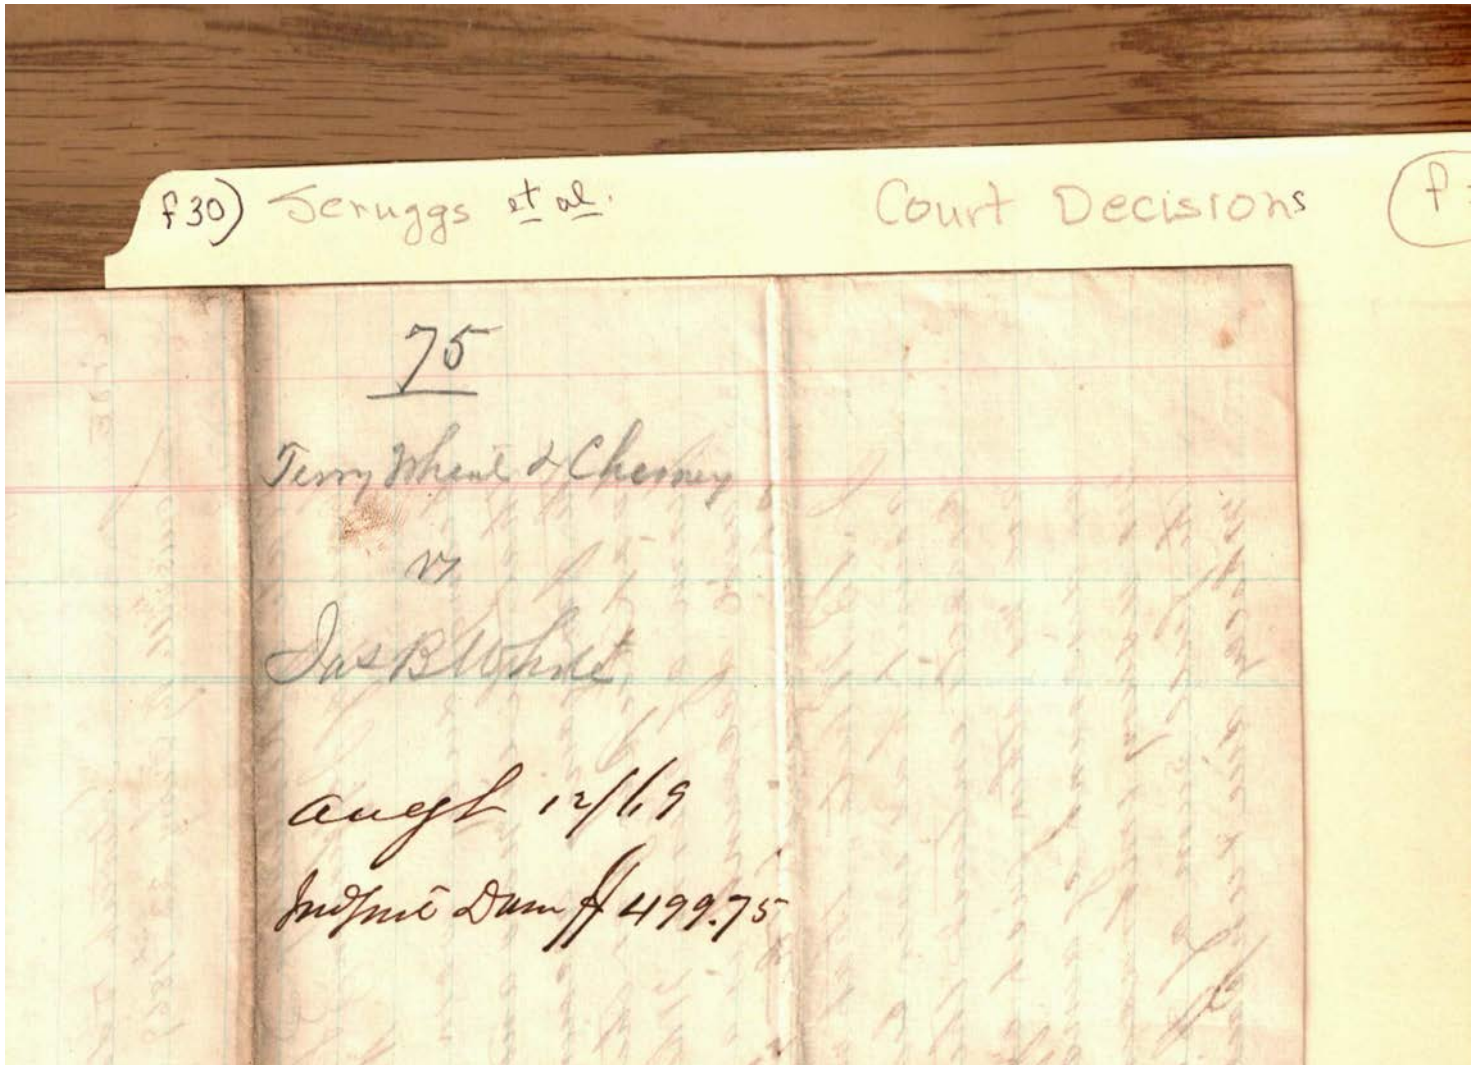 f30) Scruggs et al. Court Decisions
75
Terry Wheat & Chesney
vs
Jas B White
Augt 12/69
Judgmt Dam $499.75